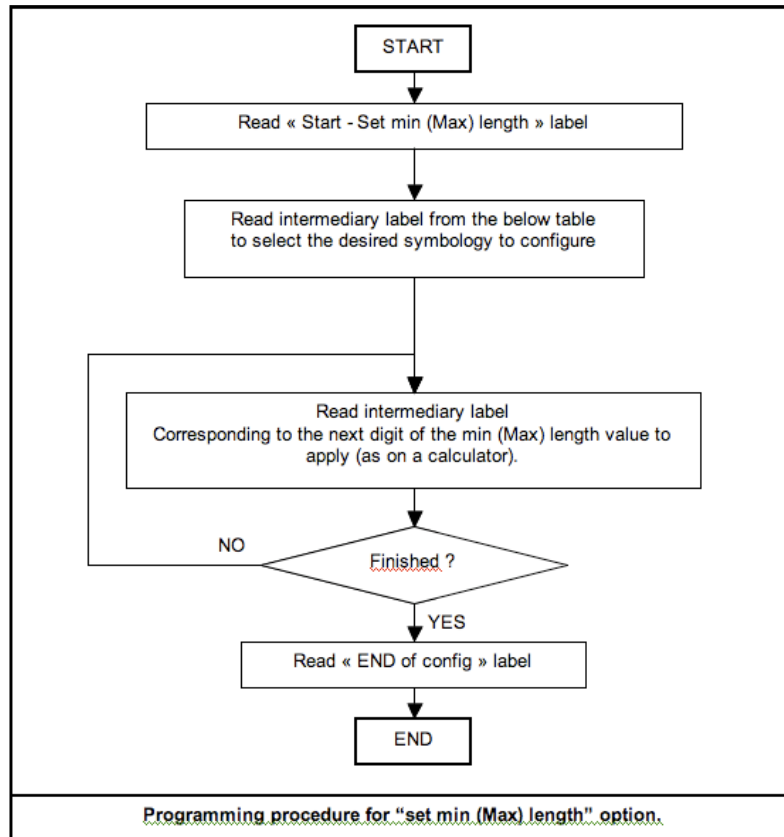 START
Read « Start - Set min (Max) length » label
Read intermediary label from the below table
to select the desired symbology to configure
Read intermediary label
Corresponding to the next digit of the min (Max) length value to
apply (as on a calculator).
NO
Finished ?
YES
Read « END of config » label
END
Programming procedure for “set min (Max) length” option.